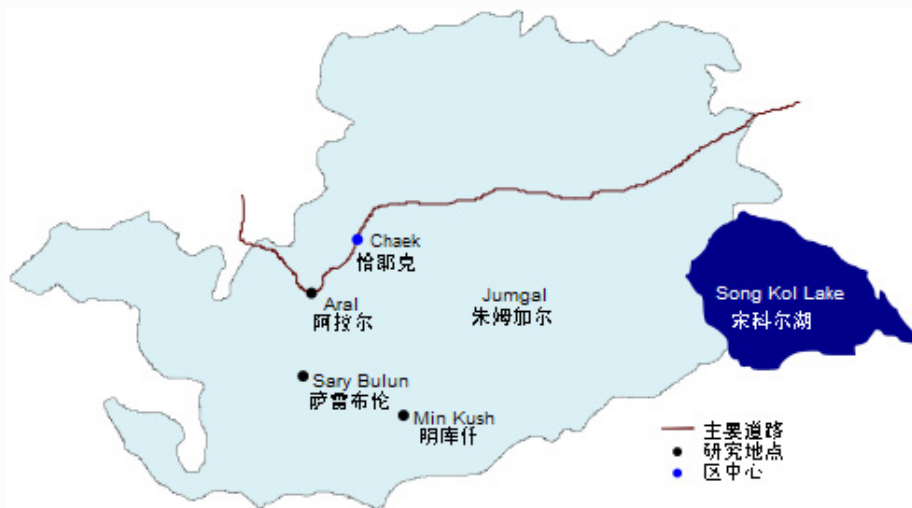 Chaek
恰耶克
Aral
阿拉尔
Jumgal
朱姆加尔
Song Kol Lake
宋科尔湖
Sary Bulun
萨雷布伦
Min Kush
明库什
主要道路
研究地点
区中心